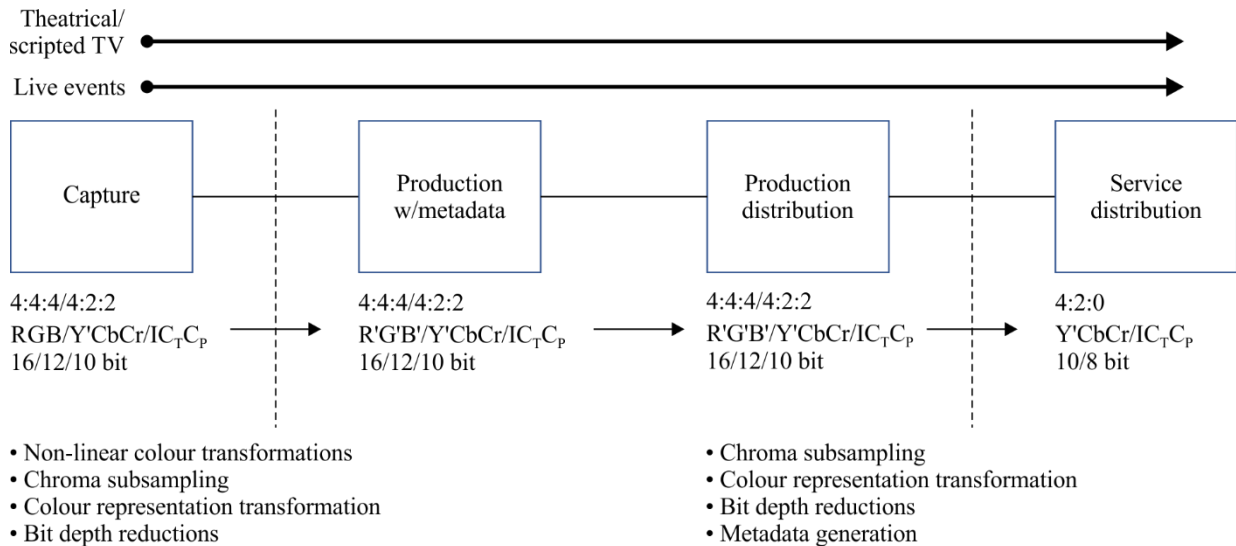 Theatrical/
scripted TV
Live events
Capture
Production
w/metadata
Production
distribution
Service
distribution
4:4:4/4:2:2
RGB/Y'CbCr/ICTCP
16/12/10 bit
4:4:4/4:2:2
R'G'B'/Y'CbCr/ICTCP
16/12/10 bit
4:4:4/4:2:2
R'G'B'/Y'CbCr/ICTCP
16/12/10 bit
4:2:0
Y'CbCr/ICTCP
10/8 bit
• Non-linear colour transformations
• Chroma subsampling
• Colour representation transformation
• Bit depth reductions
• Chroma subsampling
• Colour representation transformation
• Bit depth reductions
• Metadata generation